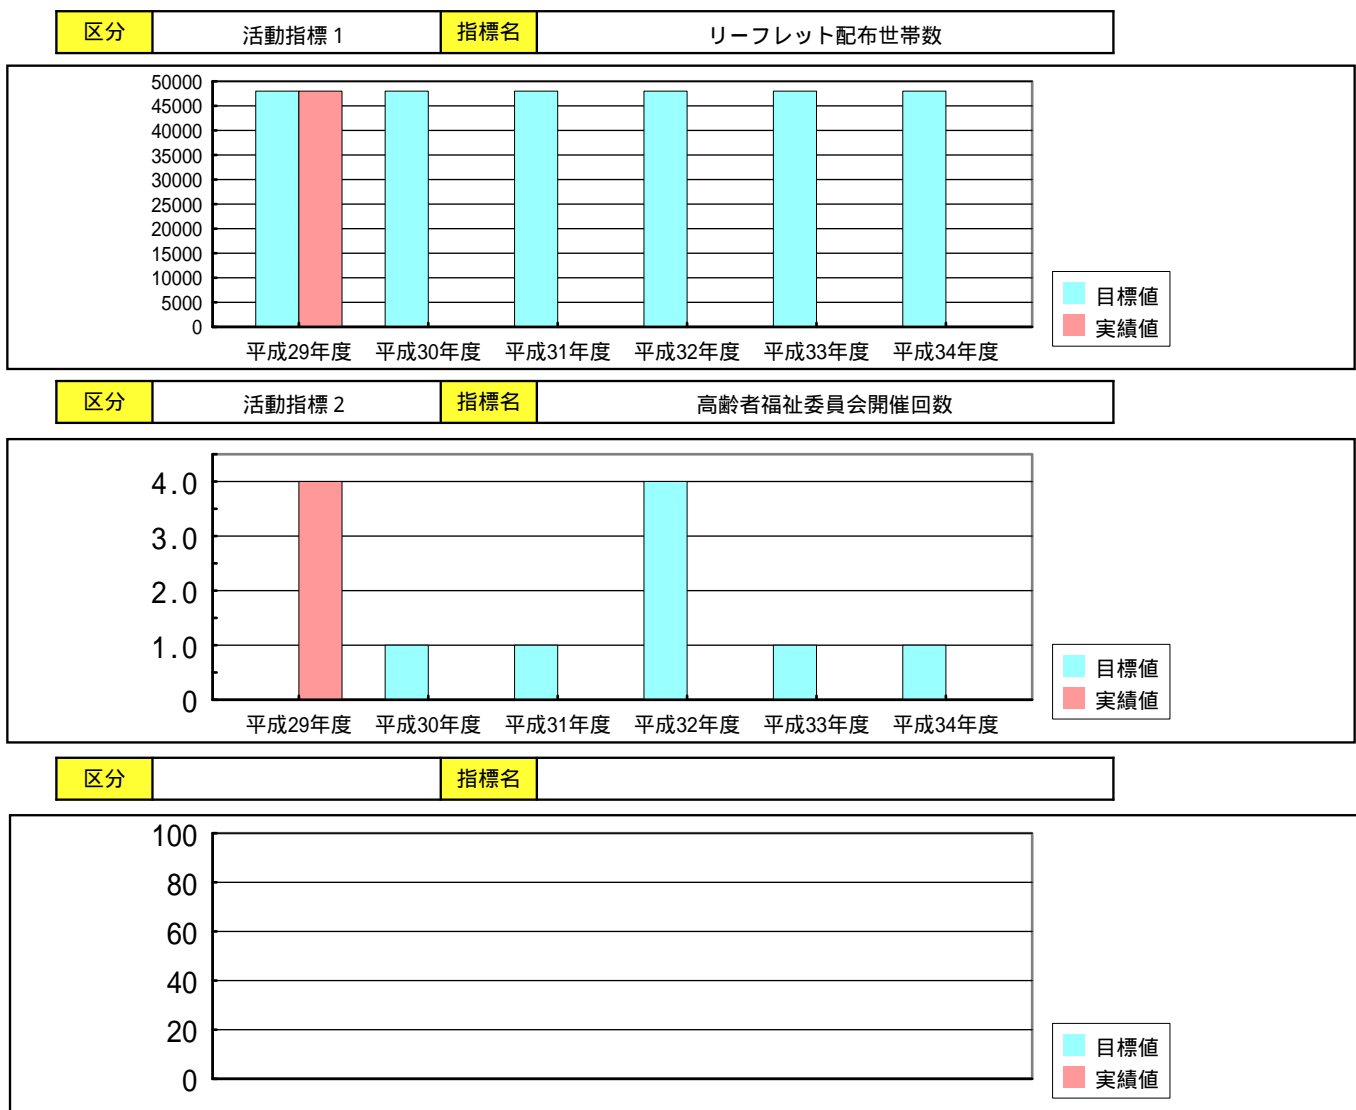 区分 活動指標1 指標名 リーフレット配布世帯数
50000
45000
40000
35000
30000
25000
20000
15000
10000
5000
0
平成29年度 平成30年度 平成31年度 平成32年度 平成33年度 平成34年度
目標値
実績値
区分 活動指標2 指標名 高齢者福祉委員会開催回数
4.0
3.0
2.0
1.0
0
平成29年度 平成30年度 平成31年度 平成32年度 平成33年度 平成34年度
目標値
実績値
区分 指標名
100
80
60
40
20
0
目標値
実績値